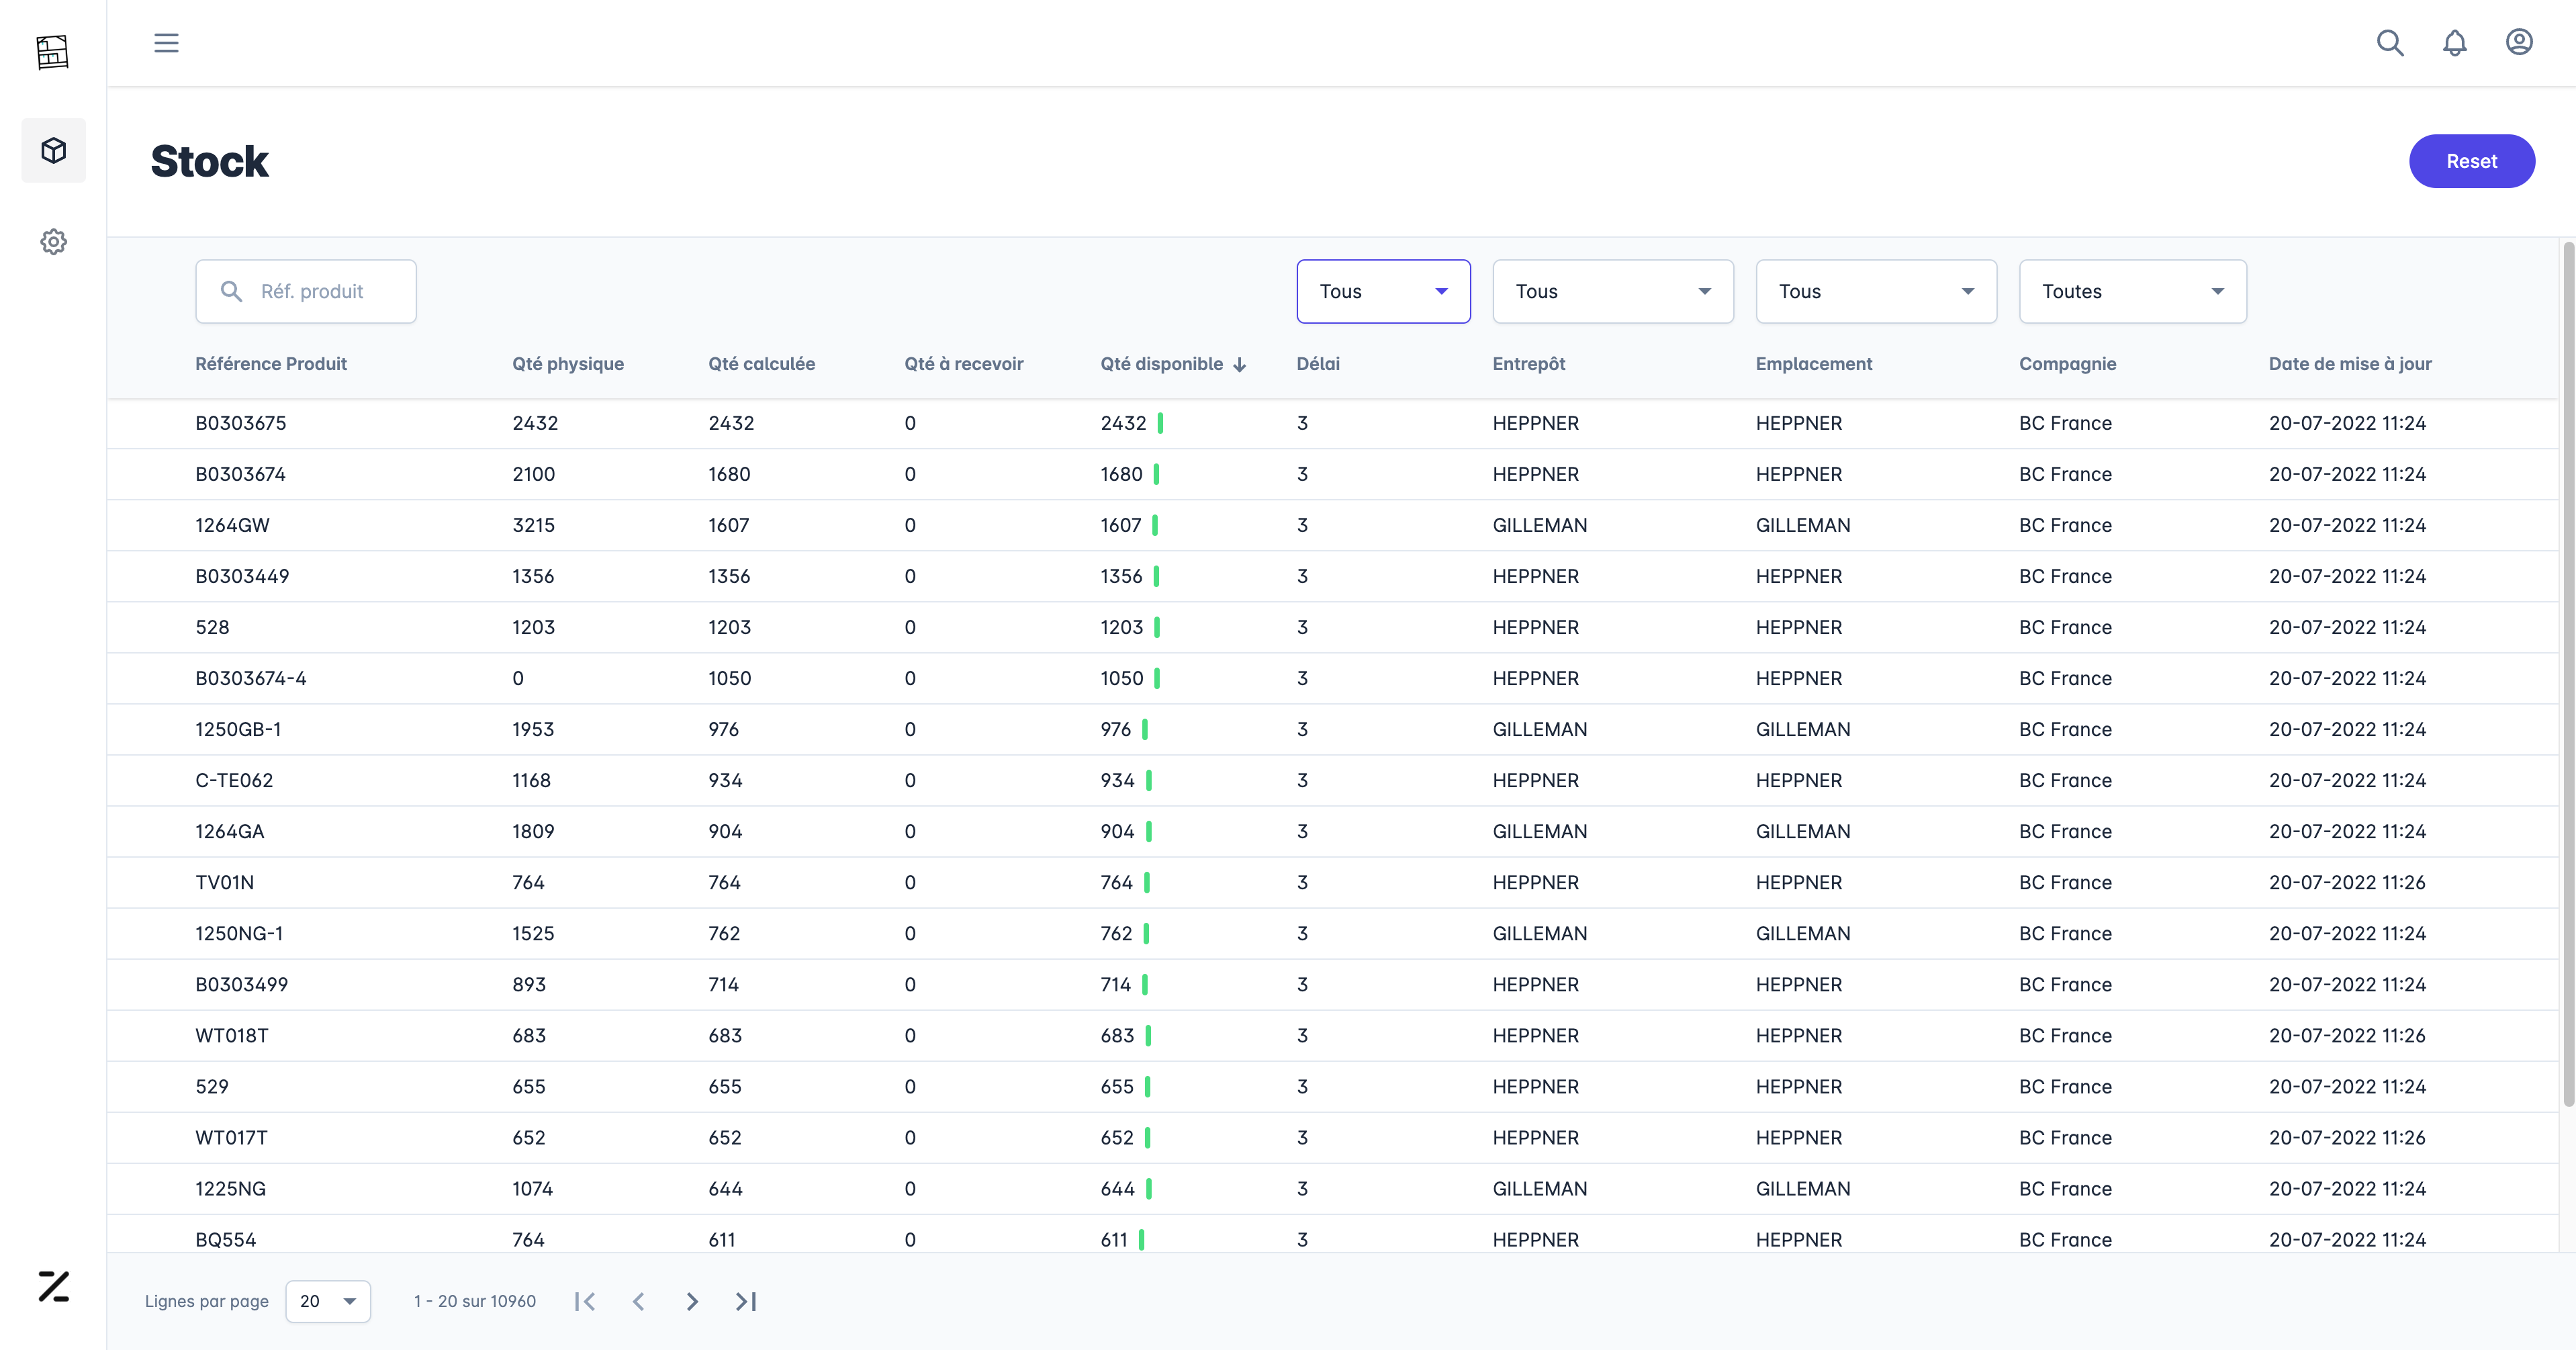 Stock
Reset
Réf. produit Tous Tous Tous Toutes
Référence Produit Qté physique Qté calculée Qté à recevoir Qté disponible Délai Entrepôt Emplacement Compagnie Date de mise à jour
B0303675 2432 2432 0 2432 3 HEPPNER HEPPNER BC France 20-07-2022 11:24
B0303674 2100 1680 0 1680 3 HEPPNER HEPPNER BC France 20-07-2022 11:24
1264GW 3215 1607 0 1607 3 GILLEMAN GILLEMAN BC France 20-07-2022 11:24
B0303449 1356 1356 0 1356 3 HEPPNER HEPPNER BC France 20-07-2022 11:24
528 1203 1203 0 1203 3 HEPPNER HEPPNER BC France 20-07-2022 11:24
B0303674-4 0 1050 0 1050 3 HEPPNER HEPPNER BC France 20-07-2022 11:24
1250GB-1 1953 976 0 976 3 GILLEMAN GILLEMAN BC France 20-07-2022 11:24
C-TE062 1168 934 0 934 3 HEPPNER HEPPNER BC France 20-07-2022 11:24
1264GA 1809 904 0 904 3 GILLEMAN GILLEMAN BC France 20-07-2022 11:24
TV01N 764 764 0 764 3 HEPPNER HEPPNER BC France 20-07-2022 11:26
1250NG-1 1525 762 0 762 3 GILLEMAN GILLEMAN BC France 20-07-2022 11:24
B0303499 893 714 0 714 3 HEPPNER HEPPNER BC France 20-07-2022 11:24
WT018T 683 683 0 683 3 HEPPNER HEPPNER BC France 20-07-2022 11:26
529 655 655 0 655 3 HEPPNER HEPPNER BC France 20-07-2022 11:24
WT017T 652 652 0 652 3 HEPPNER HEPPNER BC France 20-07-2022 11:26
1225NG 1074 644 0 644 3 GILLEMAN GILLEMAN BC France 20-07-2022 11:24
BQ554 764 611 0 611 3 HEPPNER HEPPNER BC France 20-07-2022 11:24
Lignes par page 20 1 - 20 sur 10960